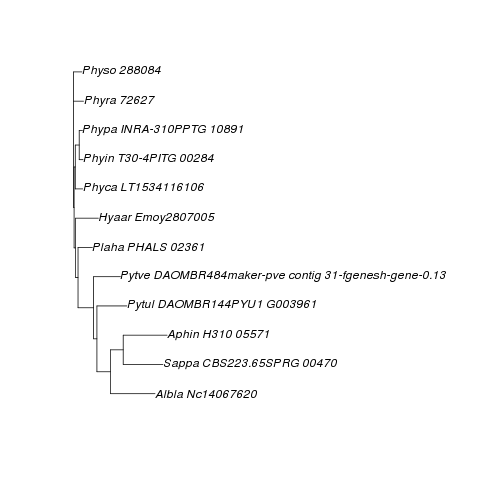 Physo 288084
Phyra 72627
Phypa INRA-310PPTG 10891
Phyin T30-4PITG 00284
Phyca LT1534116106
Hyaar Emoy2807005
Plaha PHALS 02361
Pytve DAOMBR484maker-pve contig 31-fgenesh-gene-0.13
Pytul DAOMBR144PYU1 G003961
Aphin H310 05571
Sappa CBS223.65SPRG 00470
Albla Nc14067620